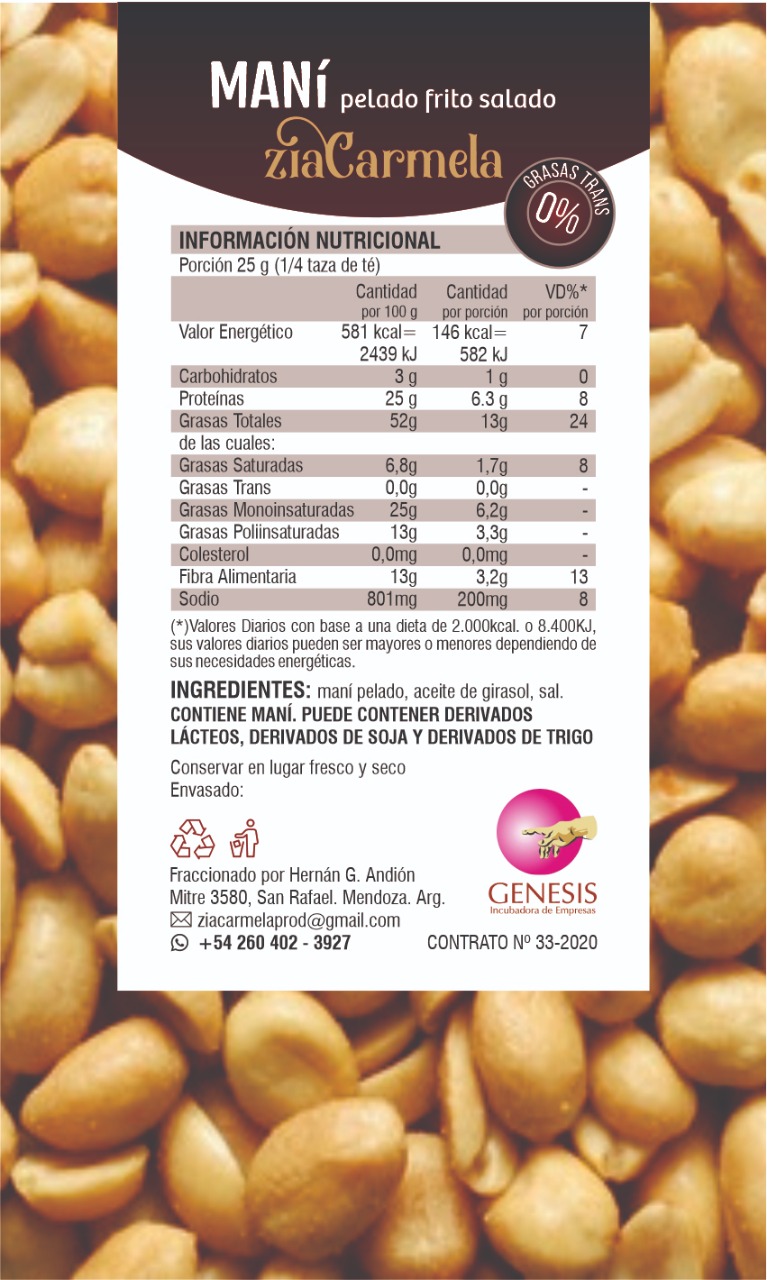 MANí pelado frito salado
ziaCarmela
GRASAS TRANS
0%
INFORMACIÓN NUTRICIONAL
Porción 25 g (1/4 taza de té)
Cantidad Cantidad VD%*
por 100 g por porción por porción
Valor Energético 581 kcal= 146 kcal= 7
2439 kJ 582 kJ
Carbohidratos 3 g 1 g 0
Proteínas 25 g 6.3 g 8
Grasas Totales 52g 13g 24
de las cuales:
Grasas Saturadas 6,8g 1,7g 8
Grasas Trans 0,0g 0,0g -
Grasas Monoinsaturadas 25g 6,2g -
Grasas Poliinsaturadas 13g 3,3g -
Colesterol 0,0mg 0,0mg -
Fibra Alimentaria 13g 3,2g 13
Sodio 801mg 200mg 8
(*)Valores Diarios con base a una dieta de 2.000kcal. o 8.400KJ,
sus valores diarios pueden ser mayores o menores dependiendo de
sus necesidades energéticas.
INGREDIENTES: maní pelado, aceite de girasol, sal.
CONTIENE MANÍ. PUEDE CONTENER DERIVADOS
LÁCTEOS, DERIVADOS DE SOJA Y DERIVADOS DE TRIGO
Conservar en lugar fresco y seco
Envasado:
Fraccionado por Hernán G. Andión
Mitre 3580, San Rafael. Mendoza. Arg.
ziacarmelaprod@gmail.com
+54 260 402 - 3927
GENESIS
Incubadora de Empresas
CONTRATO Nº 33-2020